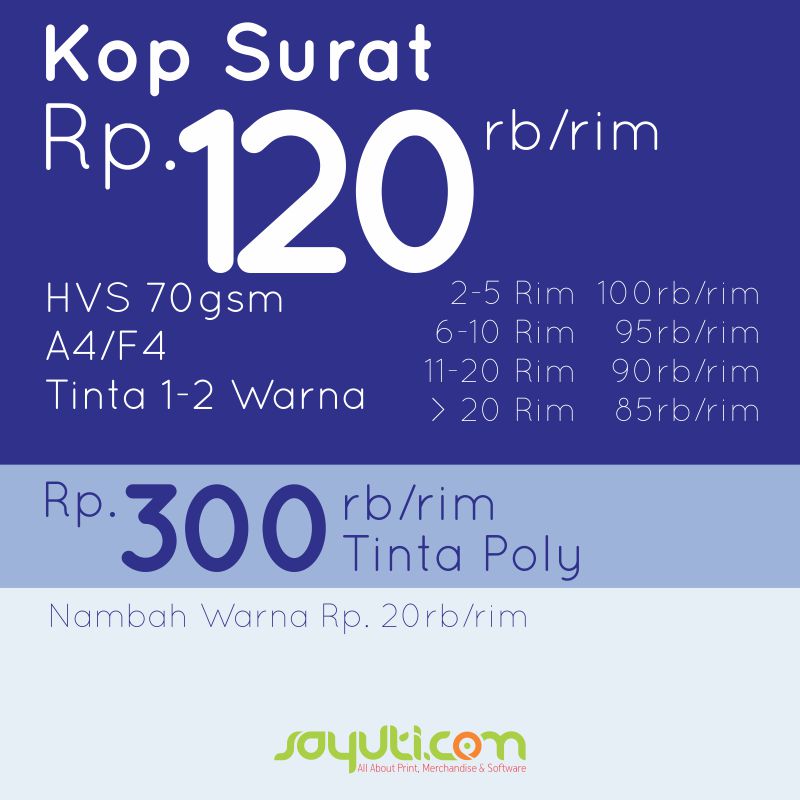 Kop Surat
Rp.120 rb/rim
HVS 70gsm
A4/F4
Tinta 1-2 Warna
2-5 Rim 100rb/rim
6-10 Rim 95rb/rim
11-20 Rim 90rb/rim
> 20 Rim 85rb/rim
Rp.300 rb/rim
Tinta Poly
Nambah Warna Rp. 20rb/rim
sayuti.com
All About Print, Merchandise & Software